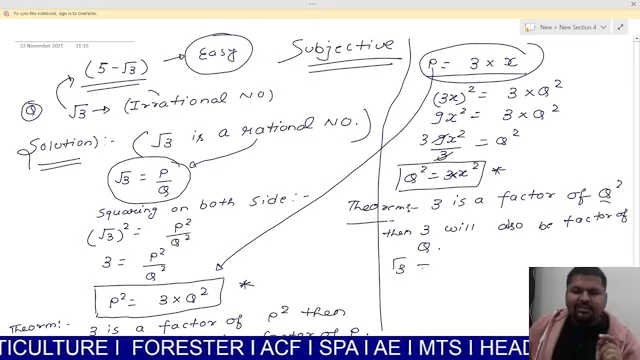 To sync this notebook, sign in to OneNote.
New > New Section 4
22 November 2021 11:33
Subjective
(5-√3) → Easy
Q √3 → (Irrational NO)
Solution:- (√3 is a rational NO.)
√3 = P/Q
Squaring on both side:-
(√3)² = P²/Q²
3 = P²/Q²
P² = 3 × Q² *
Theorm:- 3 is a factor of P² then
factor of P.
P = 3 × x
(3x)² = 3 × Q²
9x² = 3 × Q²
3 9x²/3 = Q²
Q² = 3x² *
Theorem:- 3 is a factor of Q²
then 3 will also be factor of
Q.
√3 =
TICULTURE I FORESTER I ACF I SPA I AE I MTS I HEAD